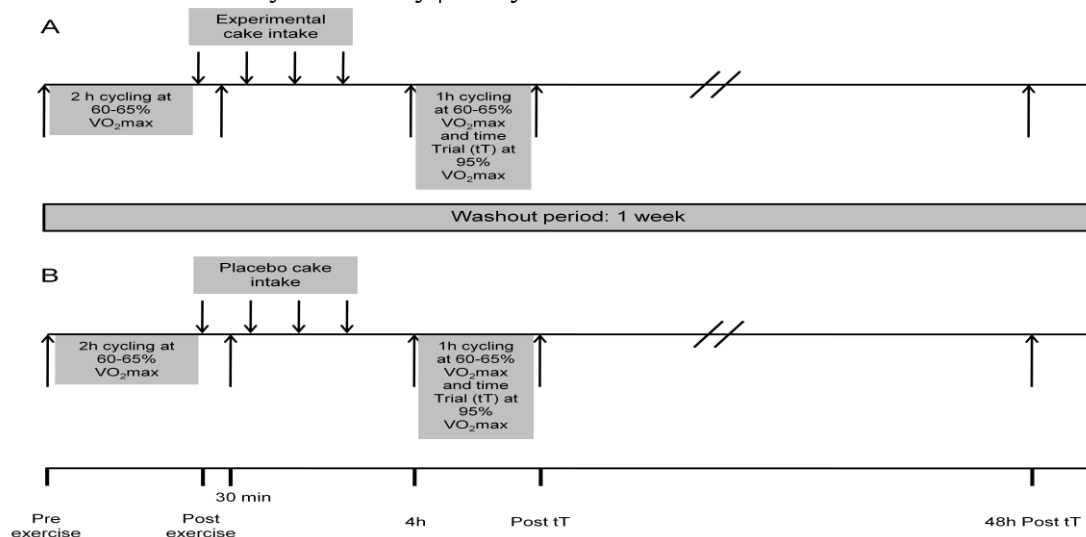 A
Experimental
cake intake
2 h cycling at
60-65%
VO₂max
1h cycling
at 60-65%
VO₂max
and time
Trial (tT) at
95%
VO₂max
Washout period: 1 week
B
Placebo cake
intake
2h cycling at
60-65%
VO₂max
1h cycling
at 60-65%
VO₂max
and time
Trial (tT) at
95%
VO₂max
30 min
Pre
exercise
Post
exercise
4h
Post tT
48h Post tT